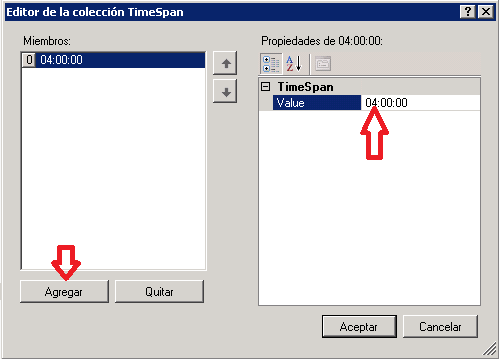 Editor de la colección TimeSpan
Miembros:
0 04:00:00
Agregar
Quitar
Propiedades de 04:00:00:
TimeSpan
Value 04:00:00
Aceptar
Cancelar